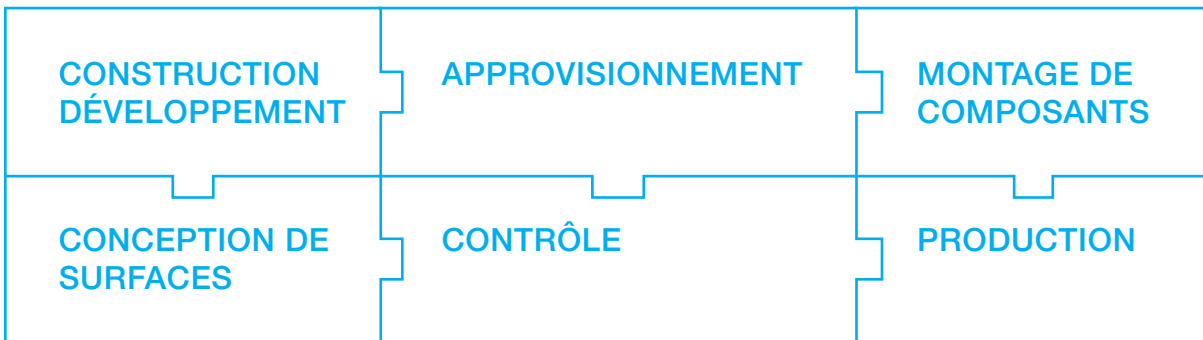 CONSTRUCTION
DÉVELOPPEMENT
APPROVISIONNEMENT
MONTAGE DE
COMPOSANTS
CONCEPTION DE
SURFACES
CONTRÔLE
PRODUCTION